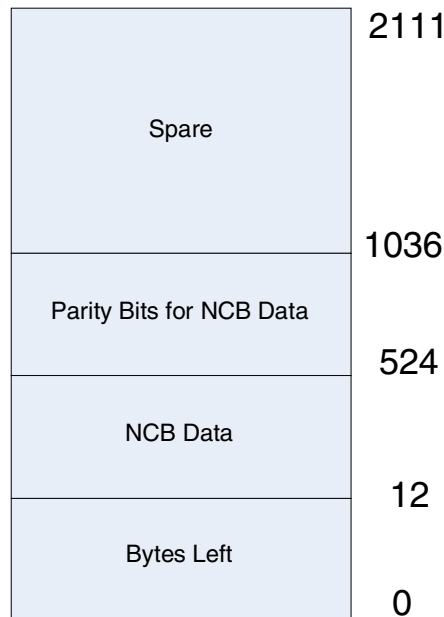 2111
Spare
1036
Parity Bits for NCB Data
524
NCB Data
12
Bytes Left
0